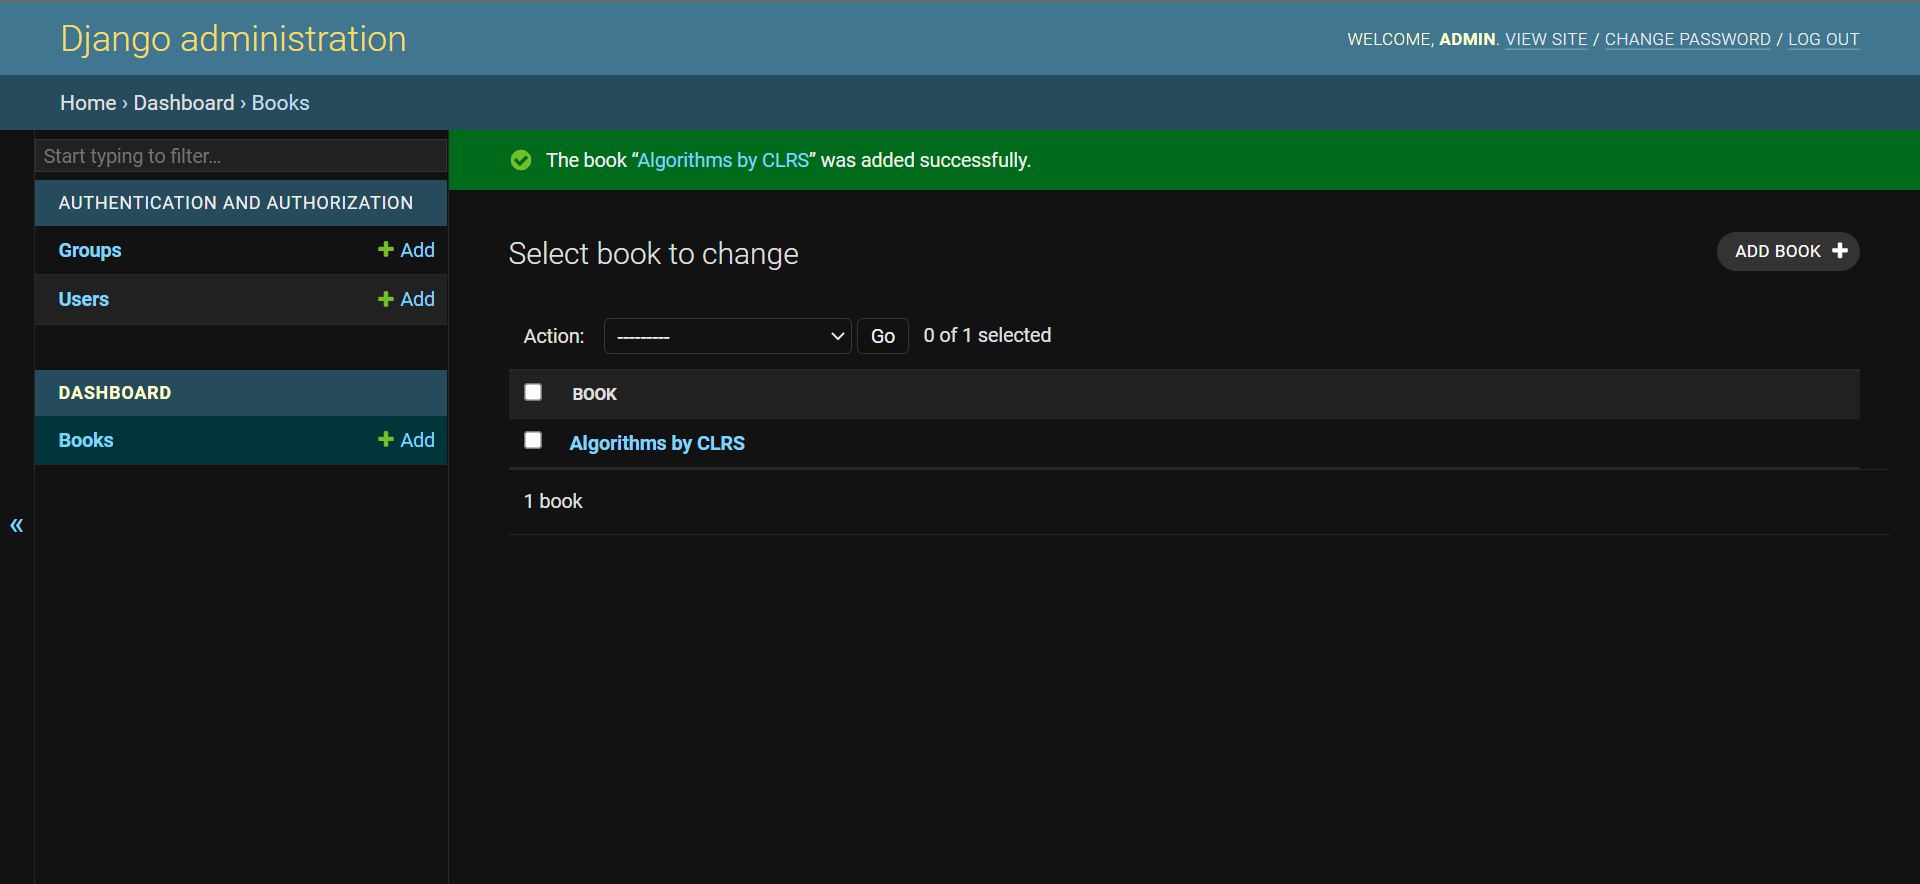 Django administration
WELCOME, ADMIN. VIEW SITE / CHANGE PASSWORD / LOG OUT
Home › Dashboard › Books
Start typing to filter...
AUTHENTICATION AND AUTHORIZATION
Groups + Add
Users + Add
DASHBOARD
Books + Add
«
The book “Algorithms by CLRS” was added successfully.
Select book to change
ADD BOOK +
Action: --------- Go 0 of 1 selected
BOOK
Algorithms by CLRS
1 book